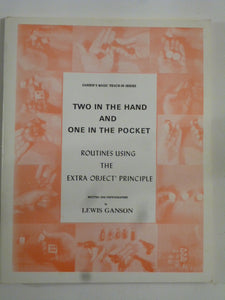 HARRIES MAGIC TEACH-IN SERIES
TWO IN THE HAND
AND
ONE IN THE POCKET
ROUTINES USING
THE
EXTRA OBJECT' PRINCIPLE
WRITTEN AND PHOTOGRAPHED
by
LEWIS GANSON